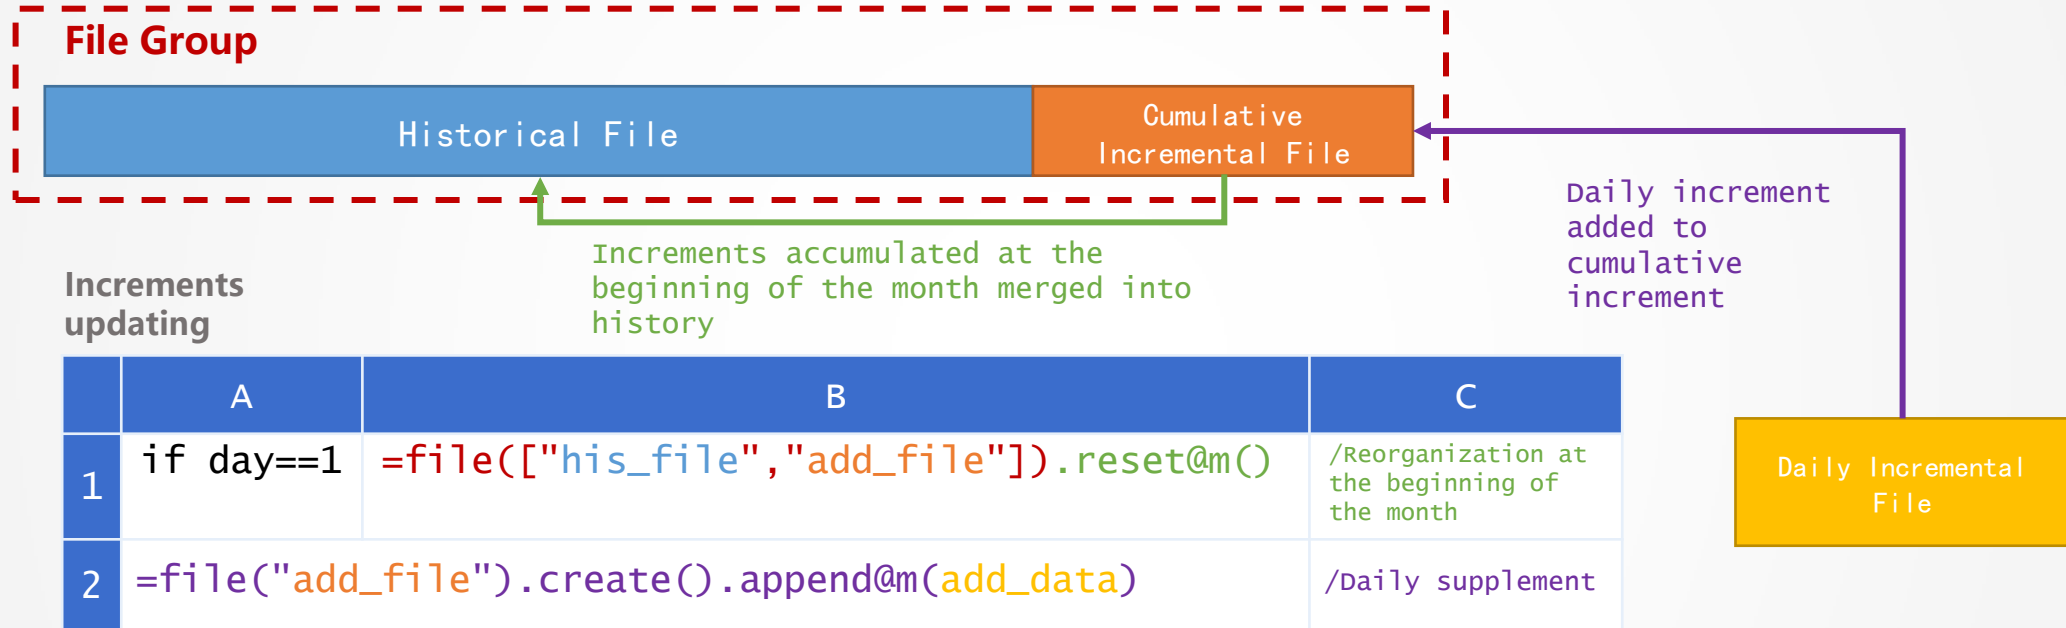 File Group
Historical File
Cumulative
Incremental File
Daily increment
added to
cumulative
increment
Increments accumulated at the
beginning of the month merged into
history
Increments
updating
A B C
1 if day==1 =file(["his_file","add_file"]).reset@m() /Reorganization at
the beginning of
the month
Daily Incremental
File
2 =file("add_file").create().append@m(add_data) /Daily supplement